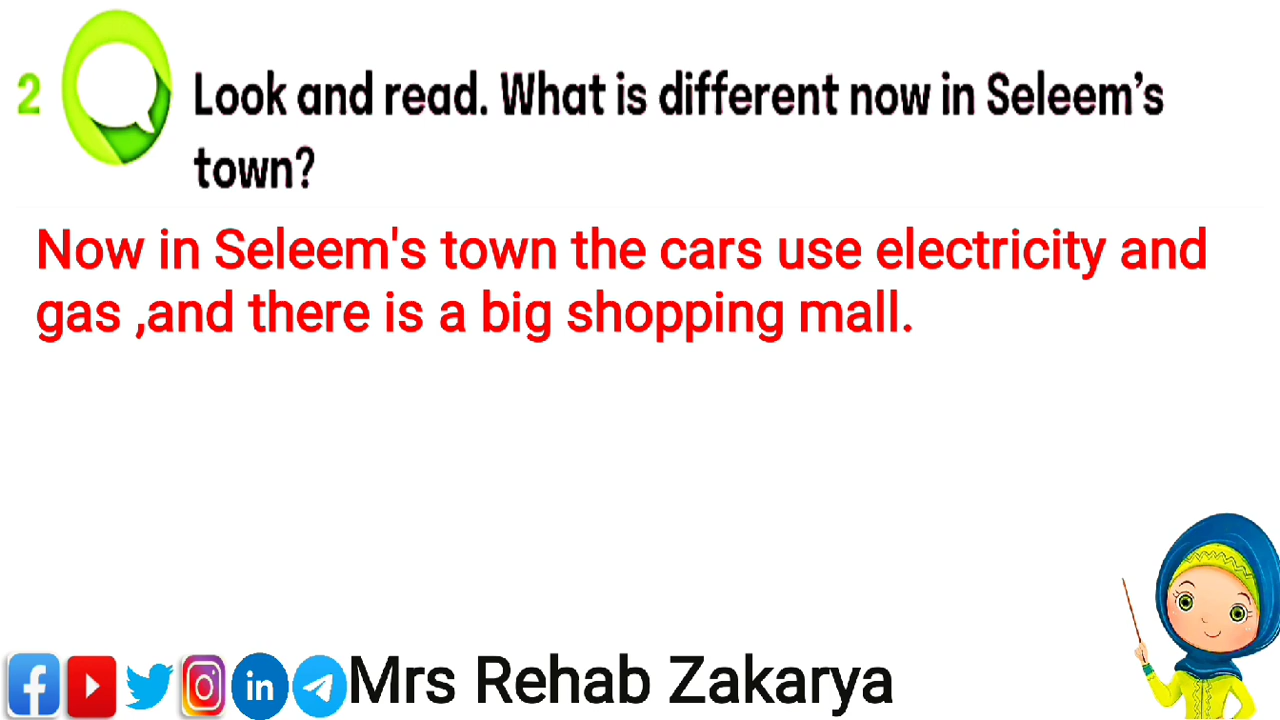 2 Look and read. What is different now in Seleem’s
town?
Now in Seleem's town the cars use electricity and
gas ,and there is a big shopping mall.
Mrs Rehab Zakarya